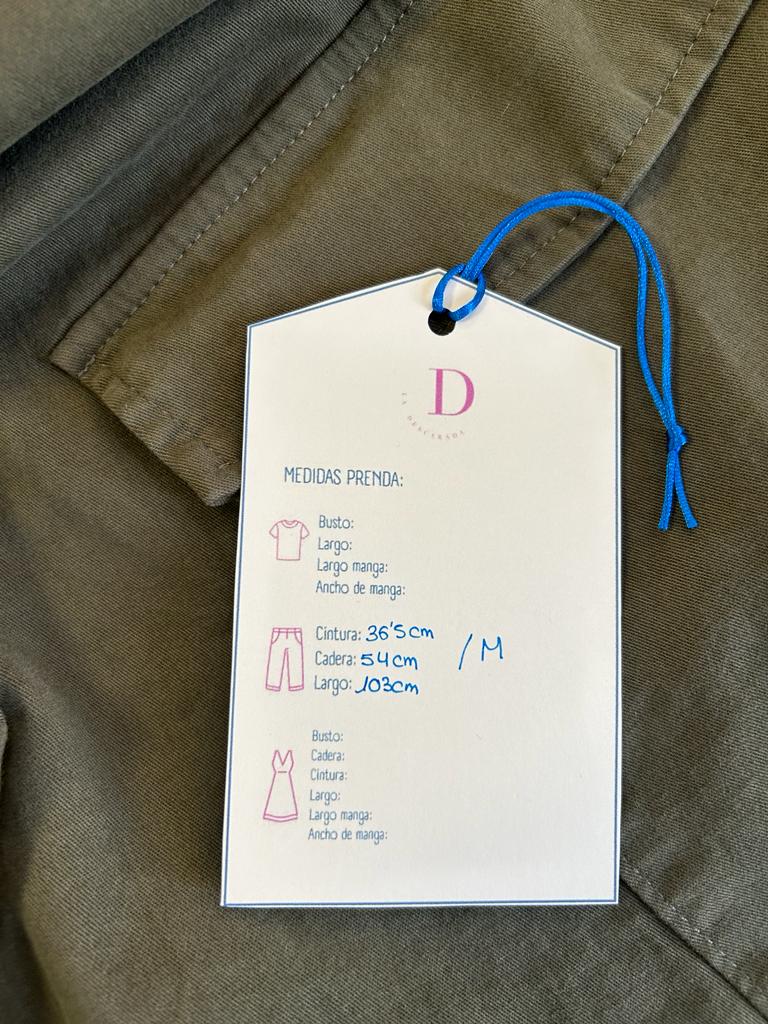 D
LA DESCARADA
MEDIDAS PRENDA:
Busto:
Largo:
Largo manga:
Ancho de manga:
Cintura: 36'5cm
Cadera: 54cm / M
Largo: 103cm
Busto:
Cadera:
Cintura:
Largo:
Largo manga:
Ancho de manga: